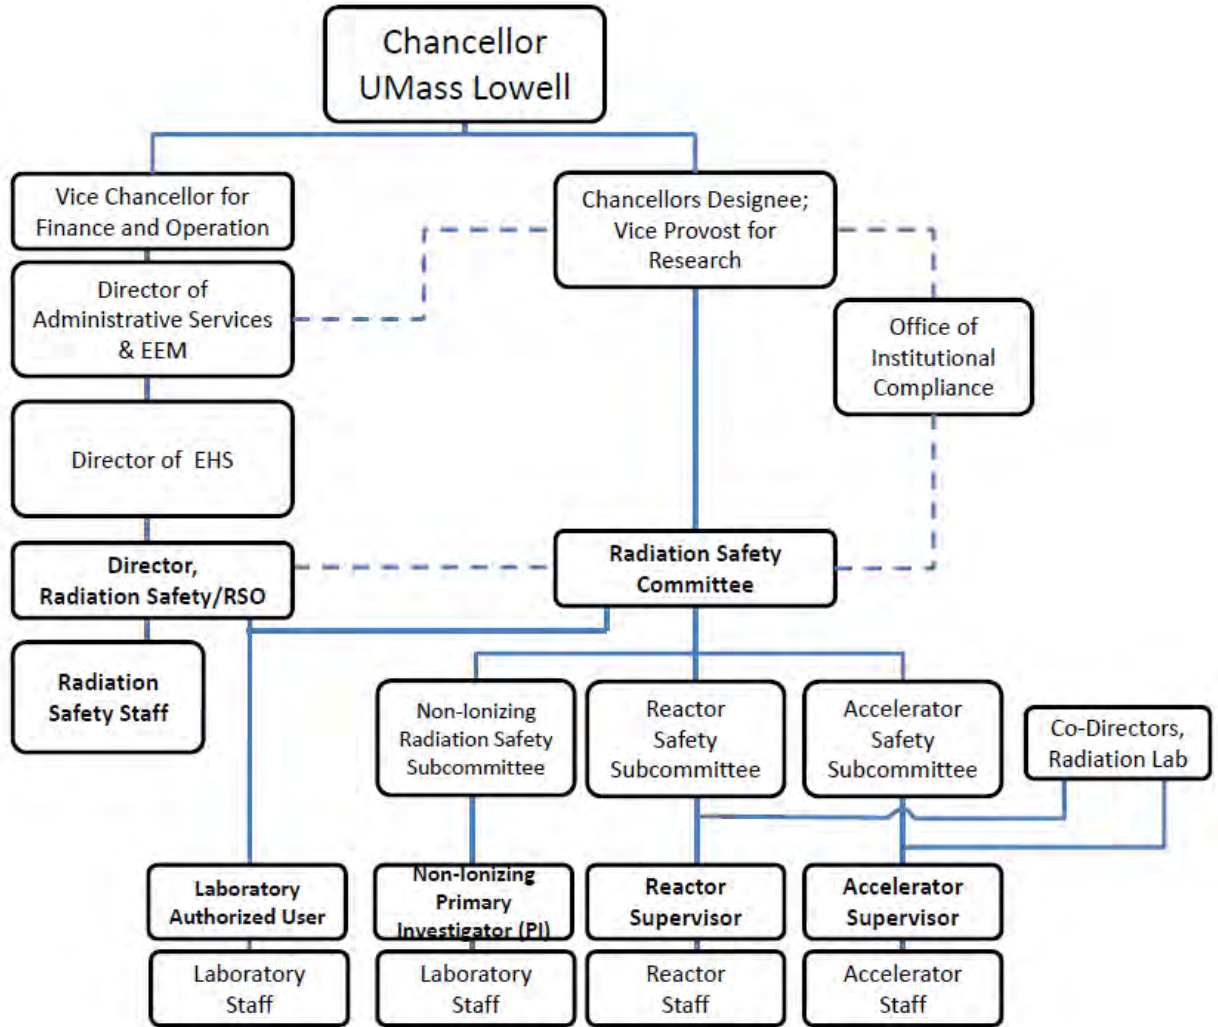 Chancellor
UMass Lowell
Vice Chancellor for
Finance and Operation
Chancellors Designee;
Vice Provost for
Research
Director of
Administrative Services
& EEM
Office of
Institutional
Compliance
Director of EHS
Director,
Radiation Safety/RSO
Radiation Safety
Committee
Radiation
Safety Staff
Non-Ionizing
Radiation Safety
Subcommittee
Reactor
Safety
Subcommittee
Accelerator
Safety
Subcommittee
Co-Directors,
Radiation Lab
Laboratory
Authorized User
Non-Ionizing
Primary
Investigator (PI)
Reactor
Supervisor
Accelerator
Supervisor
Laboratory
Staff
Laboratory
Staff
Reactor
Staff
Accelerator
Staff